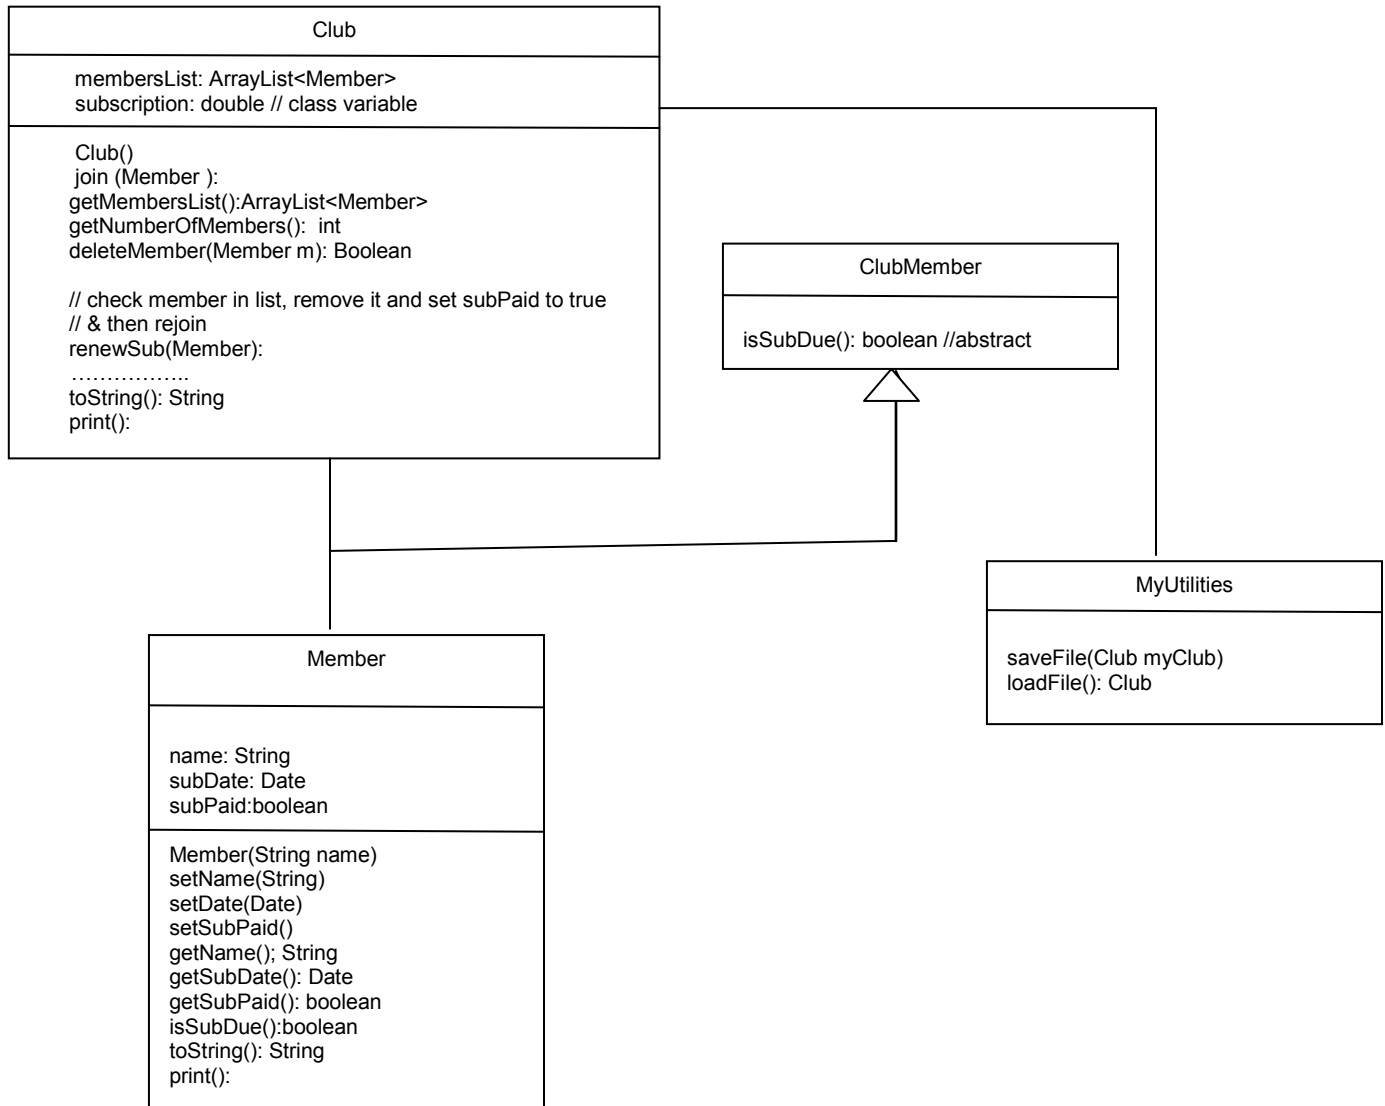 Club
membersList: ArrayList<Member>
subscription: double // class variable
Club()
join (Member ):
getMembersList():ArrayList<Member>
getNumberOfMembers():  int
deleteMember(Member m): Boolean
// check member in list, remove it and set subPaid to true
// & then rejoin
renewSub(Member):
……………..
toString(): String
print():
ClubMember
isSubDue(): boolean //abstract
MyUtilities
saveFile(Club myClub)
loadFile(): Club
Member
name: String
subDate: Date
subPaid:boolean
Member(String name)
setName(String)
setDate(Date)
setSubPaid()
getName(); String
getSubDate(): Date
getSubPaid(): boolean
isSubDue():boolean
toString(): String
print():